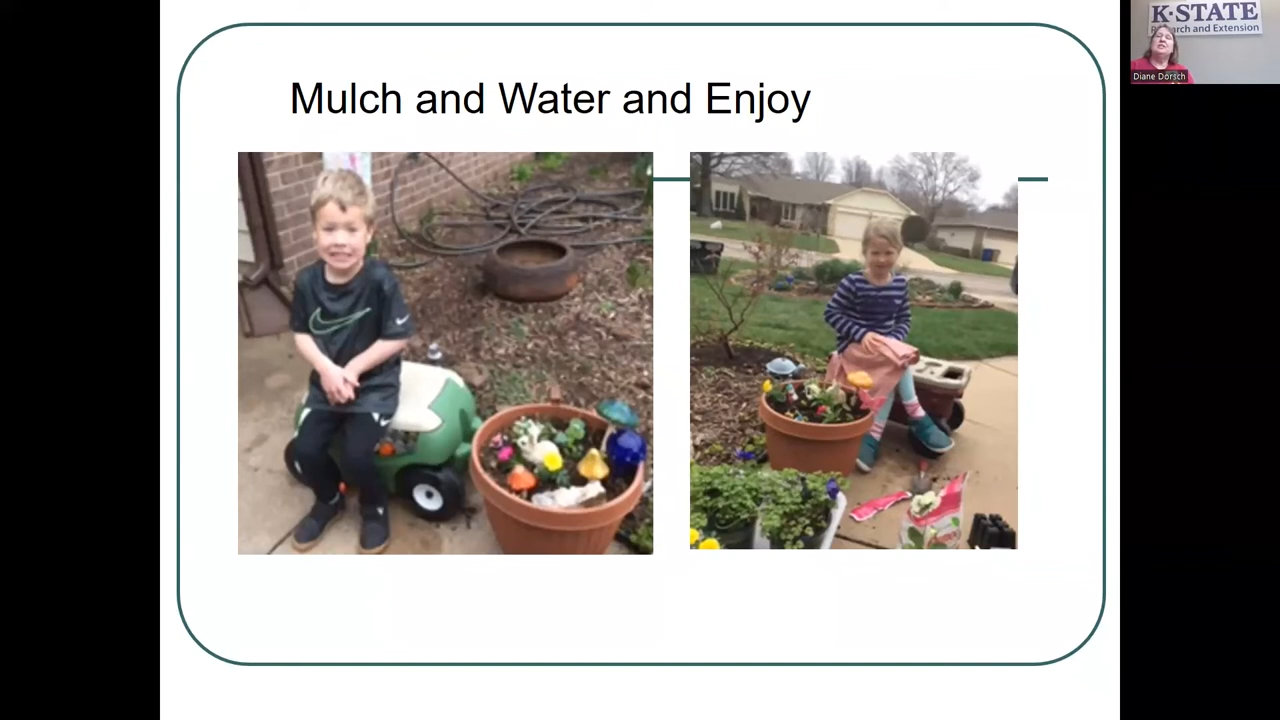 Mulch and Water and Enjoy
K-STATE
Research and Extension
Diane Dorsch